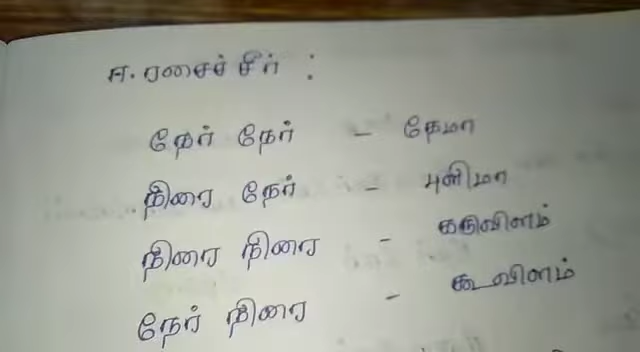 ஈரசைச் சீர் :
நேர் நேர் - தேமா
நிரை நேர் - புளிமா
நிரை நிரை - கருவிளம்
நேர் நிரை - கூவிளம்